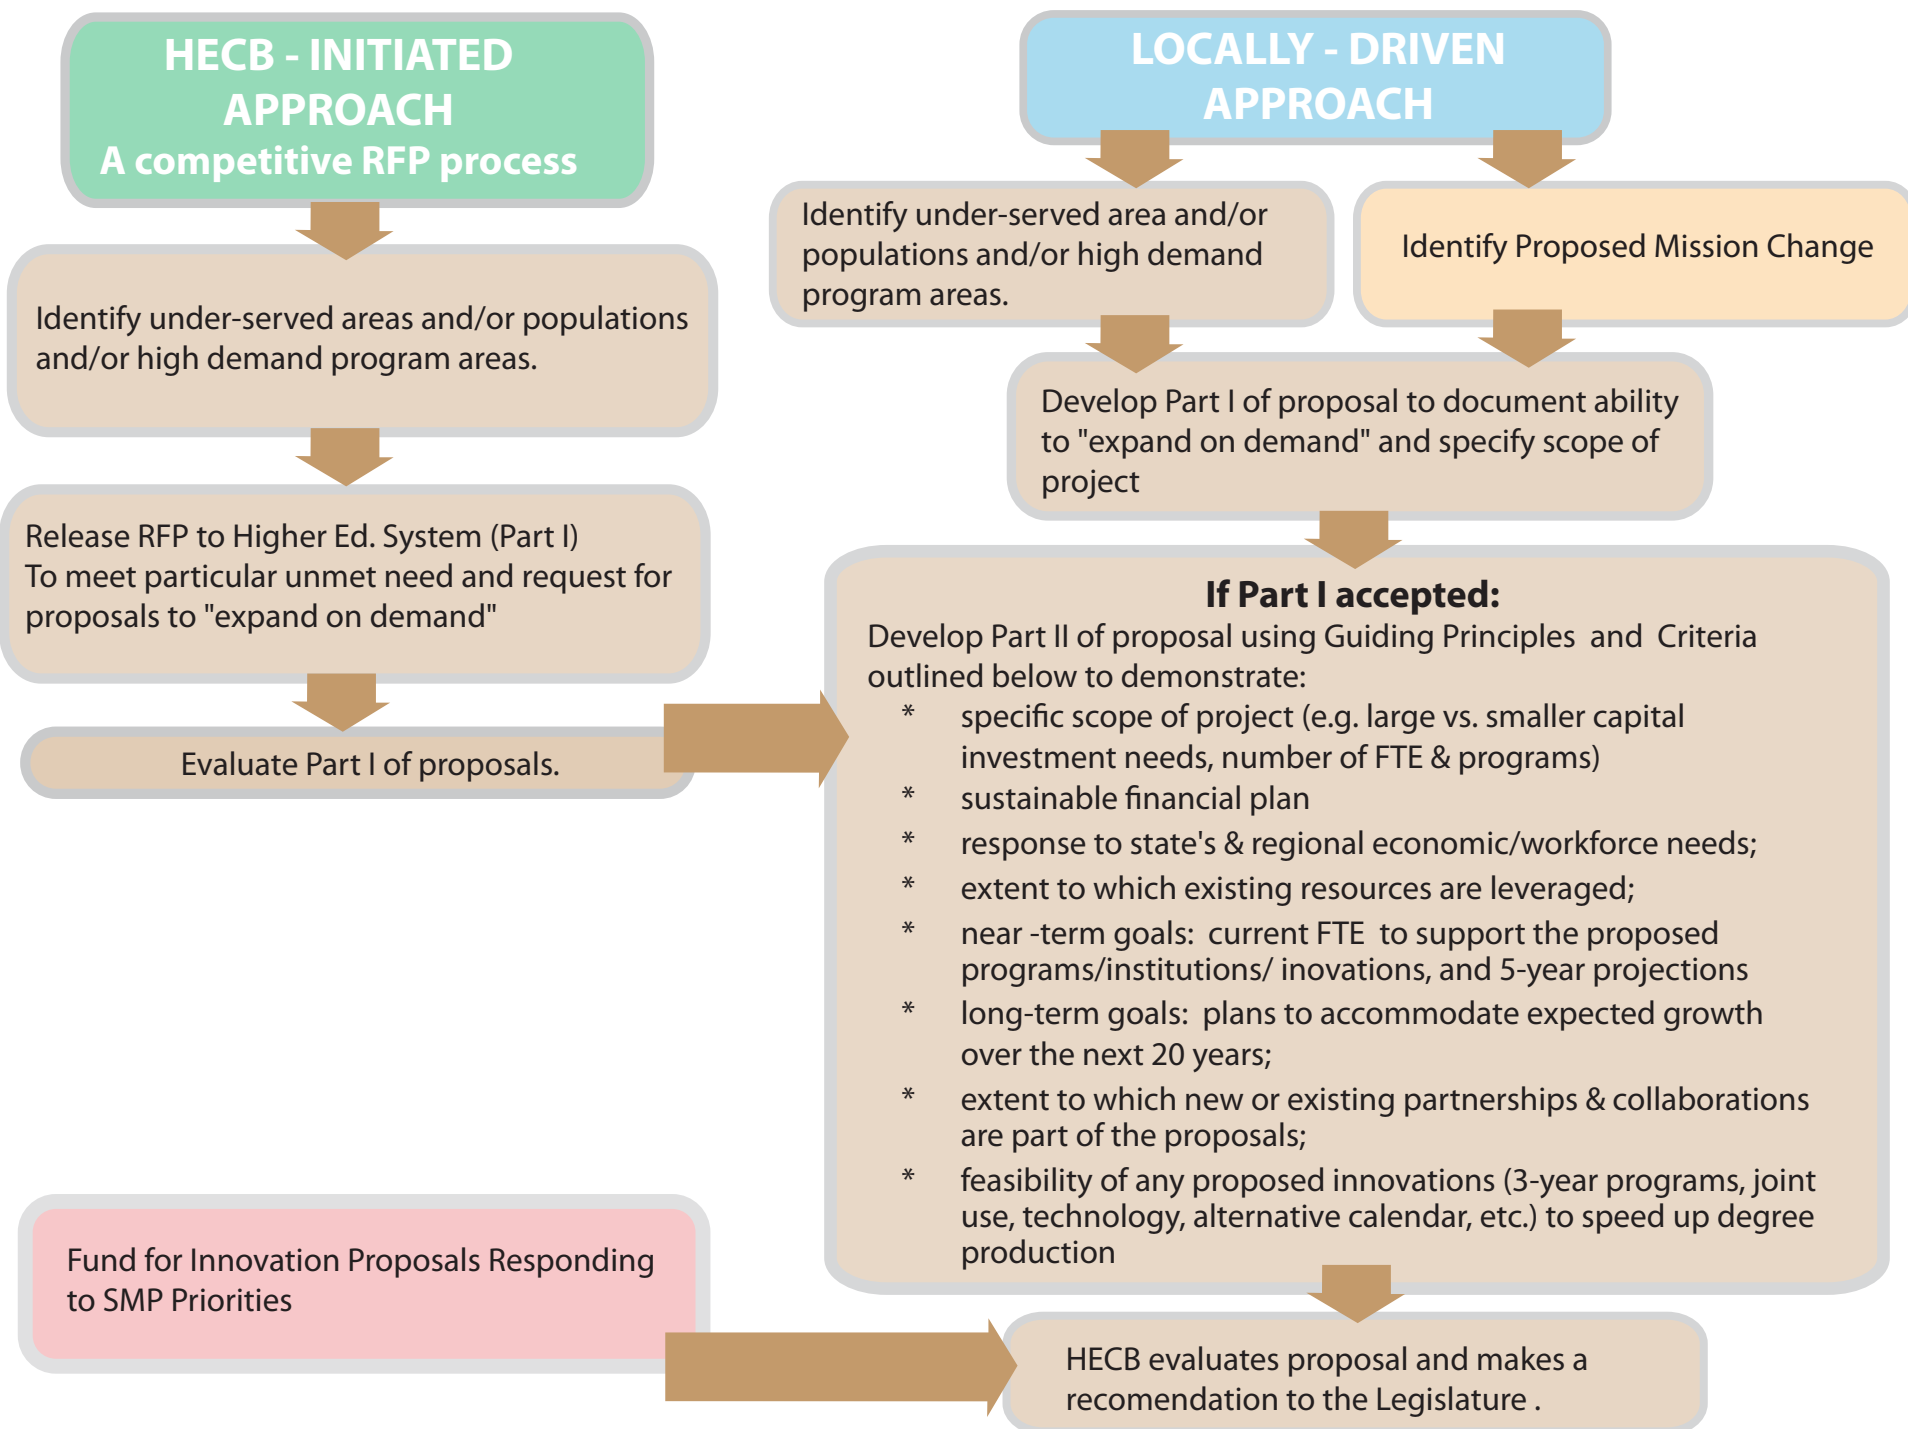 HECB - INITIATED
APPROACH
A competitive RFP process
Identify under-served areas and/or populations
and/or high demand program areas.
Release RFP to Higher Ed. System (Part I)
To meet particular unmet need and request for
proposals to "expand on demand"
Evaluate Part I of proposals.
Fund for Innovation Proposals Responding
to SMP Priorities
LOCALLY - DRIVEN
APPROACH
Identify under-served area and/or
populations and/or high demand
program areas.
Identify Proposed Mission Change
Develop Part I of proposal to document ability
to "expand on demand" and specify scope of
project
If Part I accepted:
Develop Part II of proposal using Guiding Principles and Criteria
outlined below to demonstrate:
* specific scope of project (e.g. large vs. smaller capital
investment needs, number of FTE & programs)
* sustainable financial plan
* response to state's & regional economic/workforce needs;
* extent to which existing resources are leveraged;
* near -term goals: current FTE to support the proposed
programs/institutions/ inovations, and 5-year projections
* long-term goals: plans to accommodate expected growth
over the next 20 years;
* extent to which new or existing partnerships & collaborations
are part of the proposals;
* feasibility of any proposed innovations (3-year programs, joint
use, technology, alternative calendar, etc.) to speed up degree
production
HECB evaluates proposal and makes a
recomendation to the Legislature .